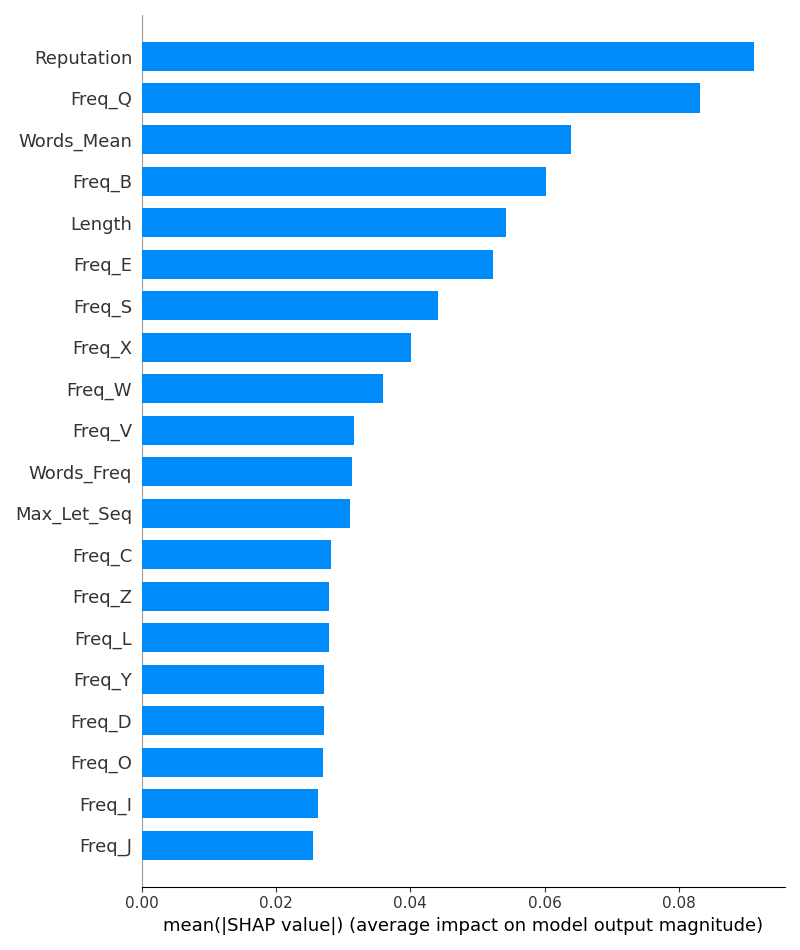 Reputation
Freq_Q
Words_Mean
Freq_B
Length
Freq_E
Freq_S
Freq_X
Freq_W
Freq_V
Words_Freq
Max_Let_Seq
Freq_C
Freq_Z
Freq_L
Freq_Y
Freq_D
Freq_O
Freq_I
Freq_J
0.00 0.02 0.04 0.06 0.08
mean(|SHAP value|) (average impact on model output magnitude)